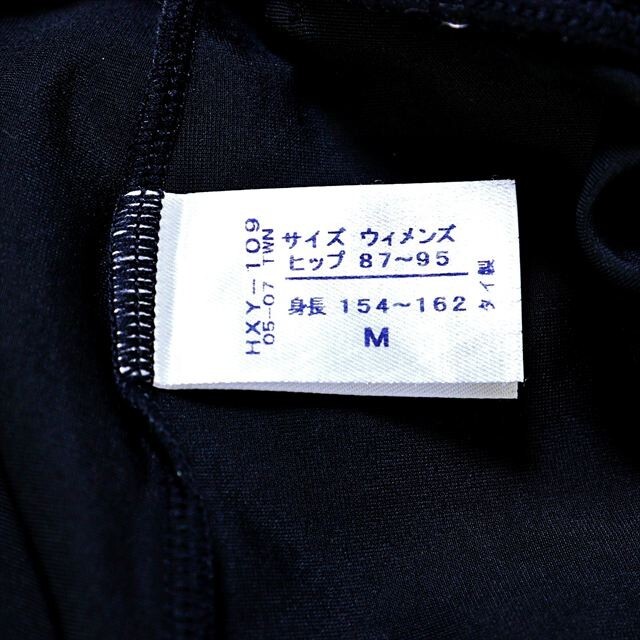 HXY-109
05-07 TWN
サイズ ウィメンズ
ヒップ 87~95
身長 154~162
M
タイ製